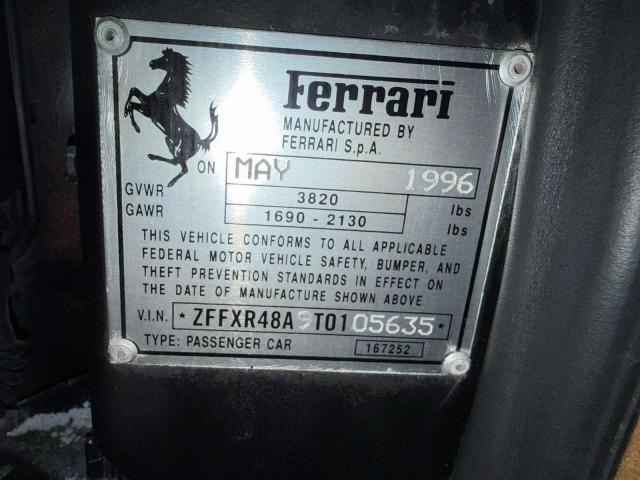 Ferrari
MANUFACTURED BY
FERRARI S.p.A.
ON MAY 1996
GVWR 3820 lbs
GAWR 1690 - 2130 lbs
THIS VEHICLE CONFORMS TO ALL APPLICABLE
FEDERAL MOTOR VEHICLE SAFETY, BUMPER, AND
THEFT PREVENTION STANDARDS IN EFFECT ON
THE DATE OF MANUFACTURE SHOWN ABOVE
V.I.N. * ZFFXR48A9T0105635 *
TYPE: PASSENGER CAR 167252